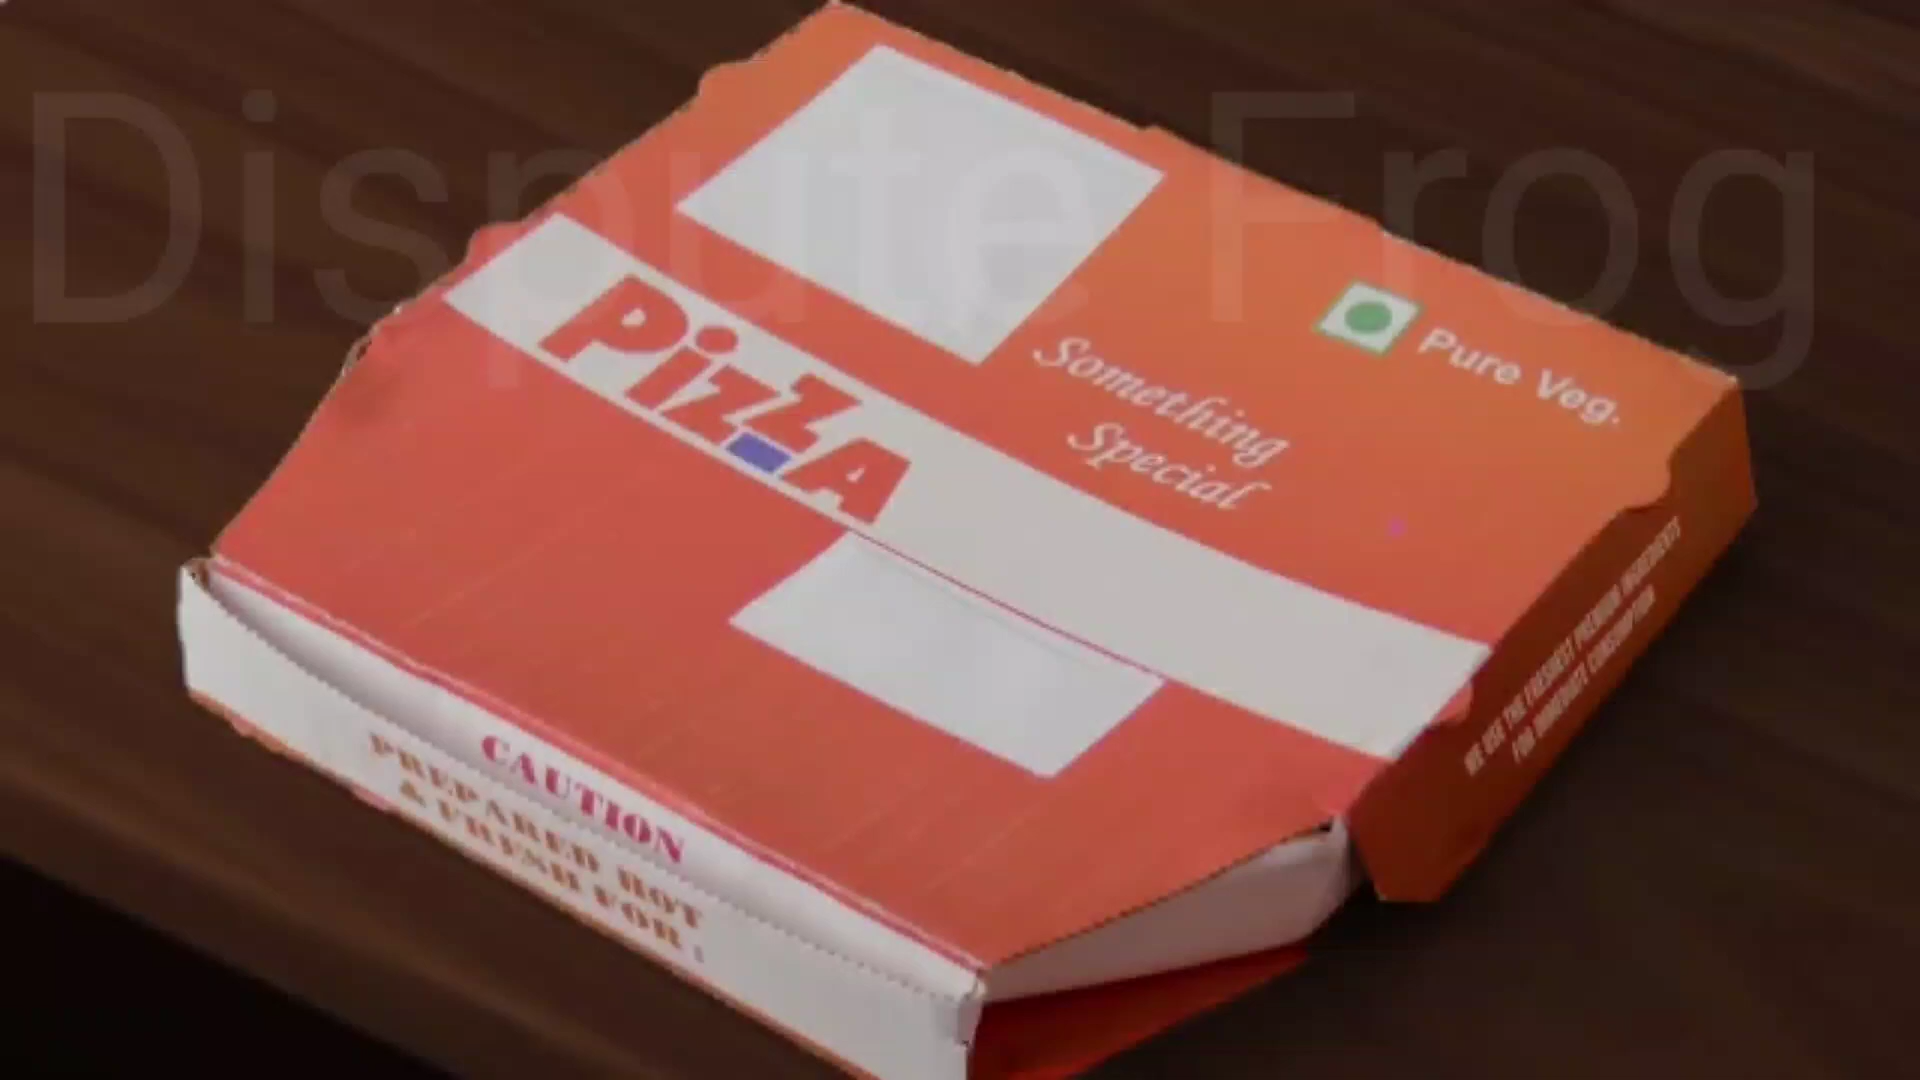 Dispute Frog
Pure Veg.
Something
Special
PizzA
CAUTION
PREPARED HOT
& FRESH FOR :
WE USE THE FRESHEST PREMIUM INGREDIENTS
FOR IMMEDIATE CONSUMPTION